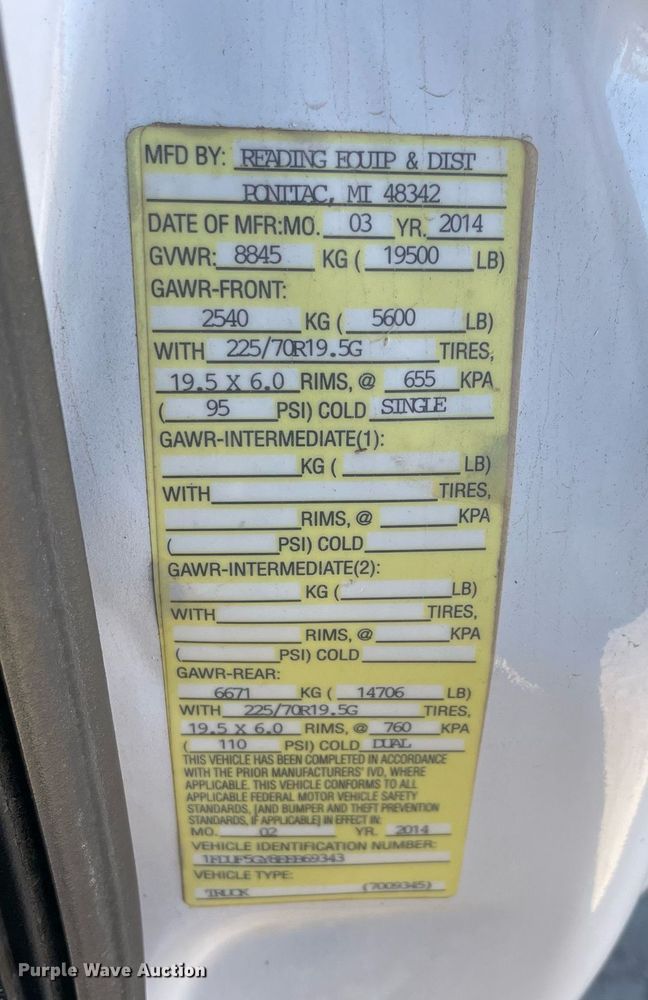 MFD BY: READING EQUIP & DIST
PONTIAC, MI 48342
DATE OF MFR:MO. 03 YR. 2014
GVWR: 8845 KG ( 19500 LB)
GAWR-FRONT:
2540 KG ( 5600 LB)
WITH 225/70R19.5G TIRES,
19.5 X 6.0 RIMS, @ 655 KPA
( 95 PSI) COLD SINGLE
GAWR-INTERMEDIATE(1):
KG ( LB)
WITH TIRES,
RIMS, @ KPA
( PSI) COLD
GAWR-INTERMEDIATE(2):
KG ( LB)
WITH TIRES,
RIMS, @ KPA
( PSI) COLD
GAWR-REAR:
6671 KG ( 14706 LB)
WITH 225/70R19.5G TIRES,
19.5 X 6.0 RIMS, @ 760 KPA
( 110 PSI) COLD DUAL
THIS VEHICLE HAS BEEN COMPLETED IN ACCORDANCE
WITH THE PRIOR MANUFACTURERS' IVD, WHERE
APPLICABLE. THIS VEHICLE CONFORMS TO ALL
APPLICABLE FEDERAL MOTOR VEHICLE SAFETY
STANDARDS, [AND BUMPER AND THEFT PREVENTION
STANDARDS, IF APPLICABLE] IN EFFECT IN:
MO. 02 YR. 2014
VEHICLE IDENTIFICATION NUMBER:
1FDUF5GY8EEB69343
VEHICLE TYPE:
TRUCK (7009345)
Purple Wave Auction